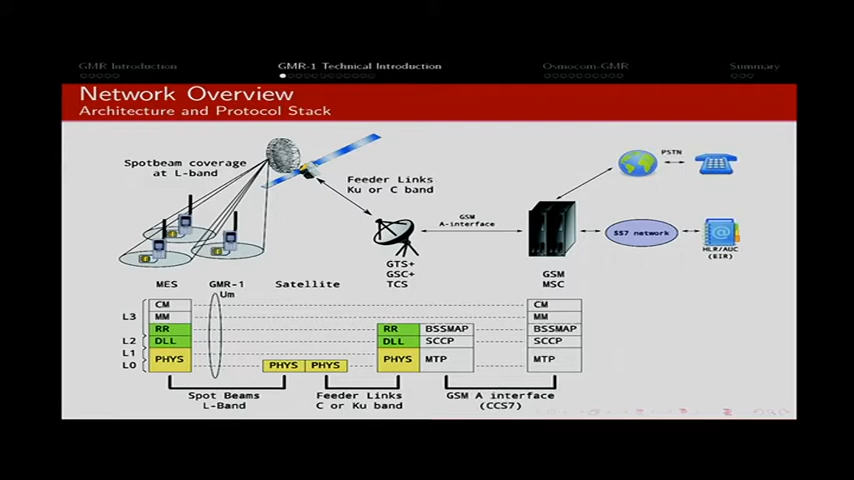 GMR Introduction
GMR-1 Technical Introduction
Osmocom-GMR
Summary
Network Overview
Architecture and Protocol Stack
Spotbeam coverage
at L-band
Feeder Links
Ku or C band
GSM
A-interface
PSTN
SS7 network
HLR/AUC
(EIR)
GTS+
GSC+
TCS
GSM
MSC
MES
GMR-1
Um
Satellite
L3
L2
L1
L0
CM
MM
RR
DLL
PHYS
PHYS
PHYS
RR
DLL
PHYS
BSSMAP
SCCP
MTP
CM
MM
BSSMAP
SCCP
MTP
Spot Beams
L-Band
Feeder Links
C or Ku band
GSM A interface
(CCS7)